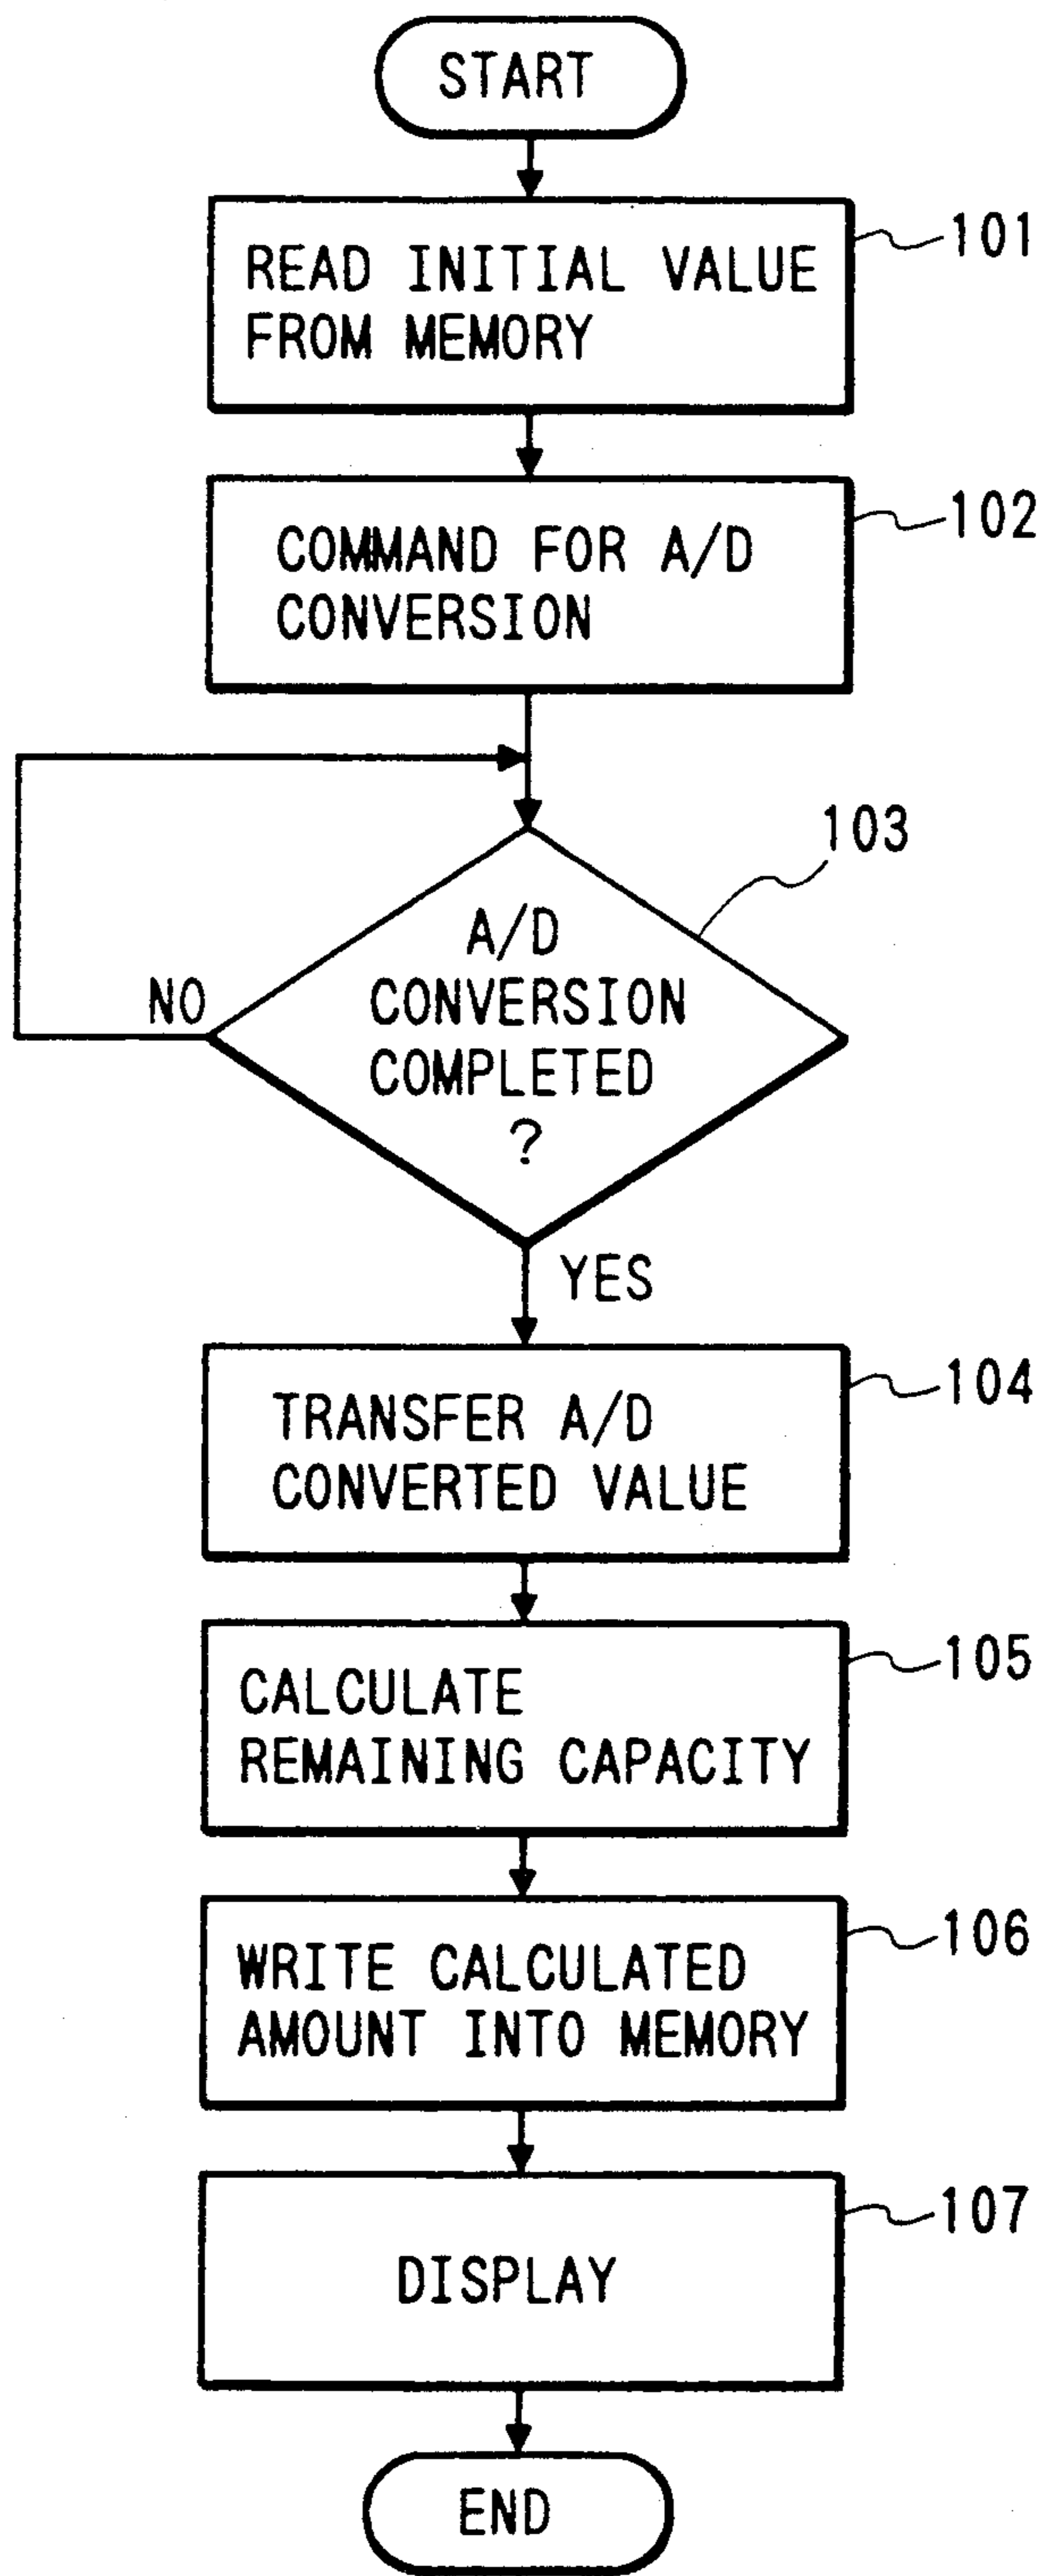 START
READ INITIAL VALUE
FROM MEMORY
101
COMMAND FOR A/D
CONVERSION
102
103
A/D
CONVERSION
COMPLETED
?
NO
YES
TRANSFER A/D
CONVERTED VALUE
104
CALCULATE
REMAINING CAPACITY
105
WRITE CALCULATED
AMOUNT INTO MEMORY
106
DISPLAY
107
END